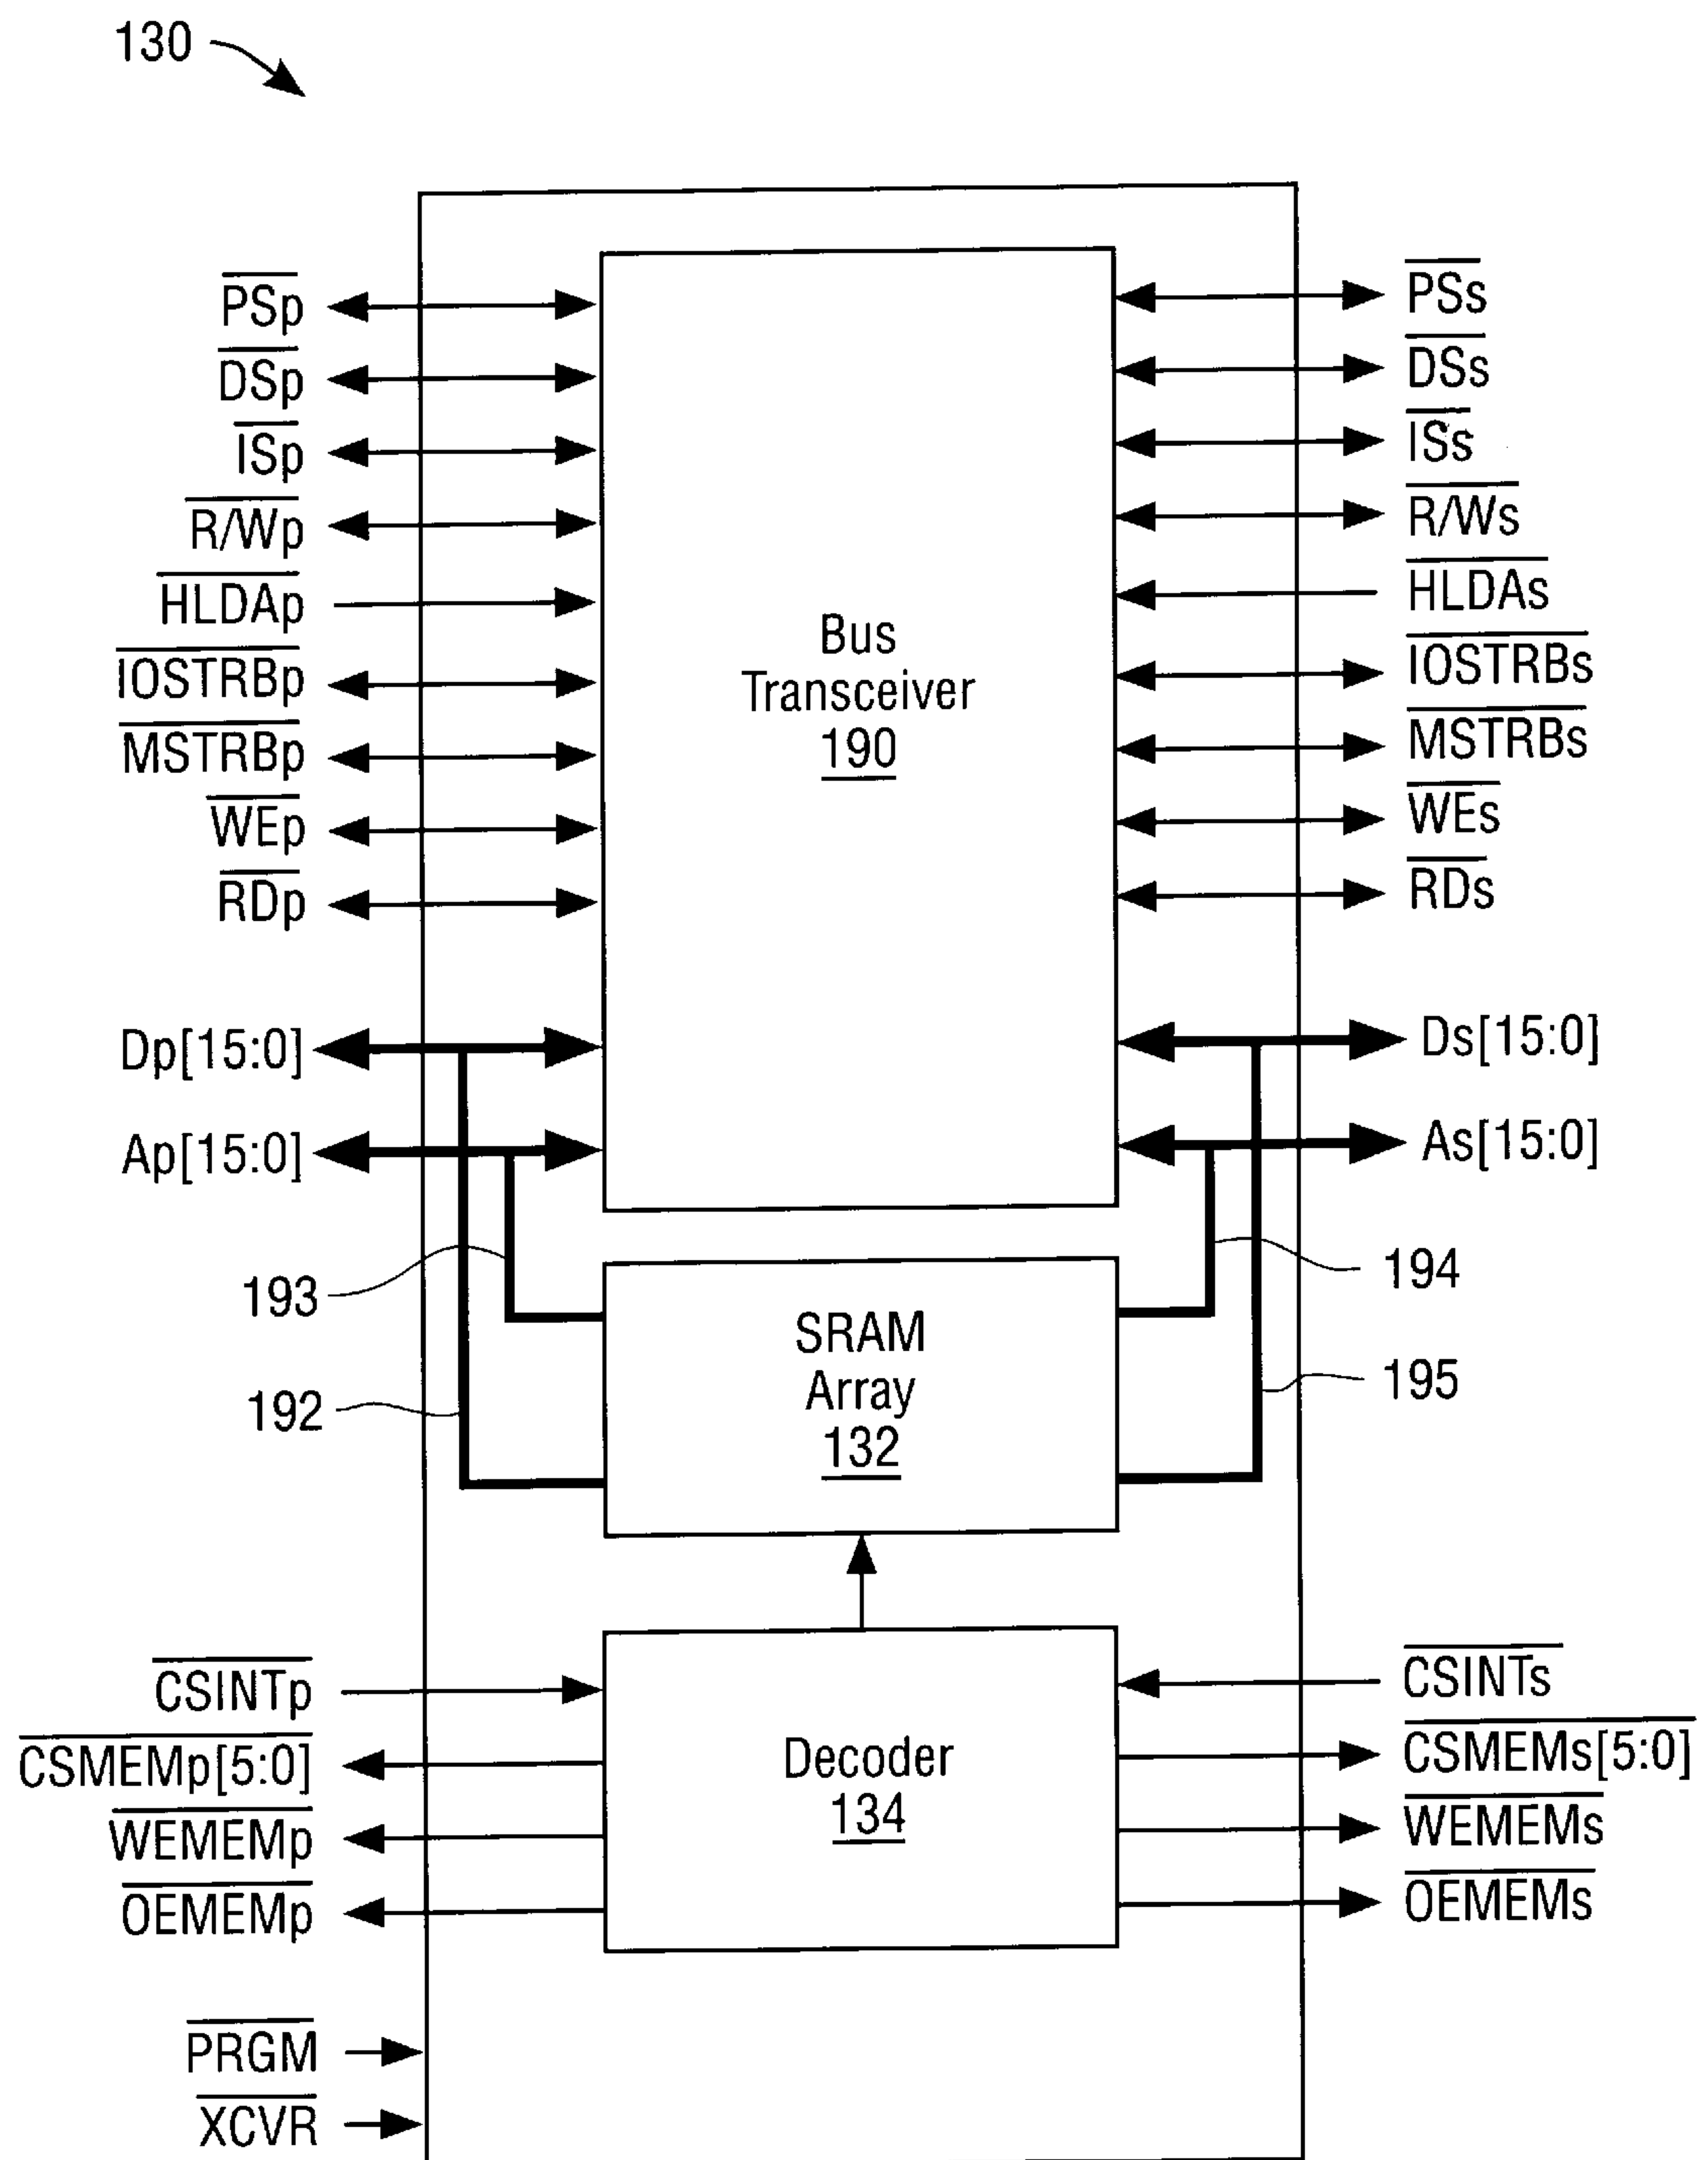 130
PSp
DSp
ISp
R/Wp
HLDAp
IOSTRBp
MSTRBp
WEp
RDp
Dp[15:0]
Ap[15:0]
193
192
Bus
Transceiver
190
SRAM
Array
132
Decoder
134
PSs
DSs
ISs
R/Ws
HLDAs
IOSTRBs
MSTRBs
WEs
RDs
Ds[15:0]
As[15:0]
194
195
CSINTp
CSMEMp[5:0]
WEMEMp
OEMEMp
PRGM
XCVR
CSINTs
CSMEMs[5:0]
WEMEMs
OEMEMs